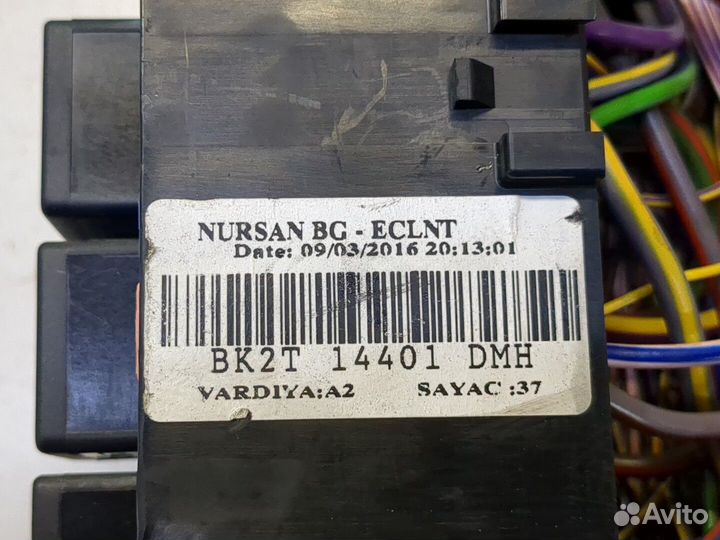 NURSAN BG - ECLNT
Date: 09/03/2016 20:13:01
BK2T 14401 DMH
VARDIYA:A2 SAYAC :37
Avito